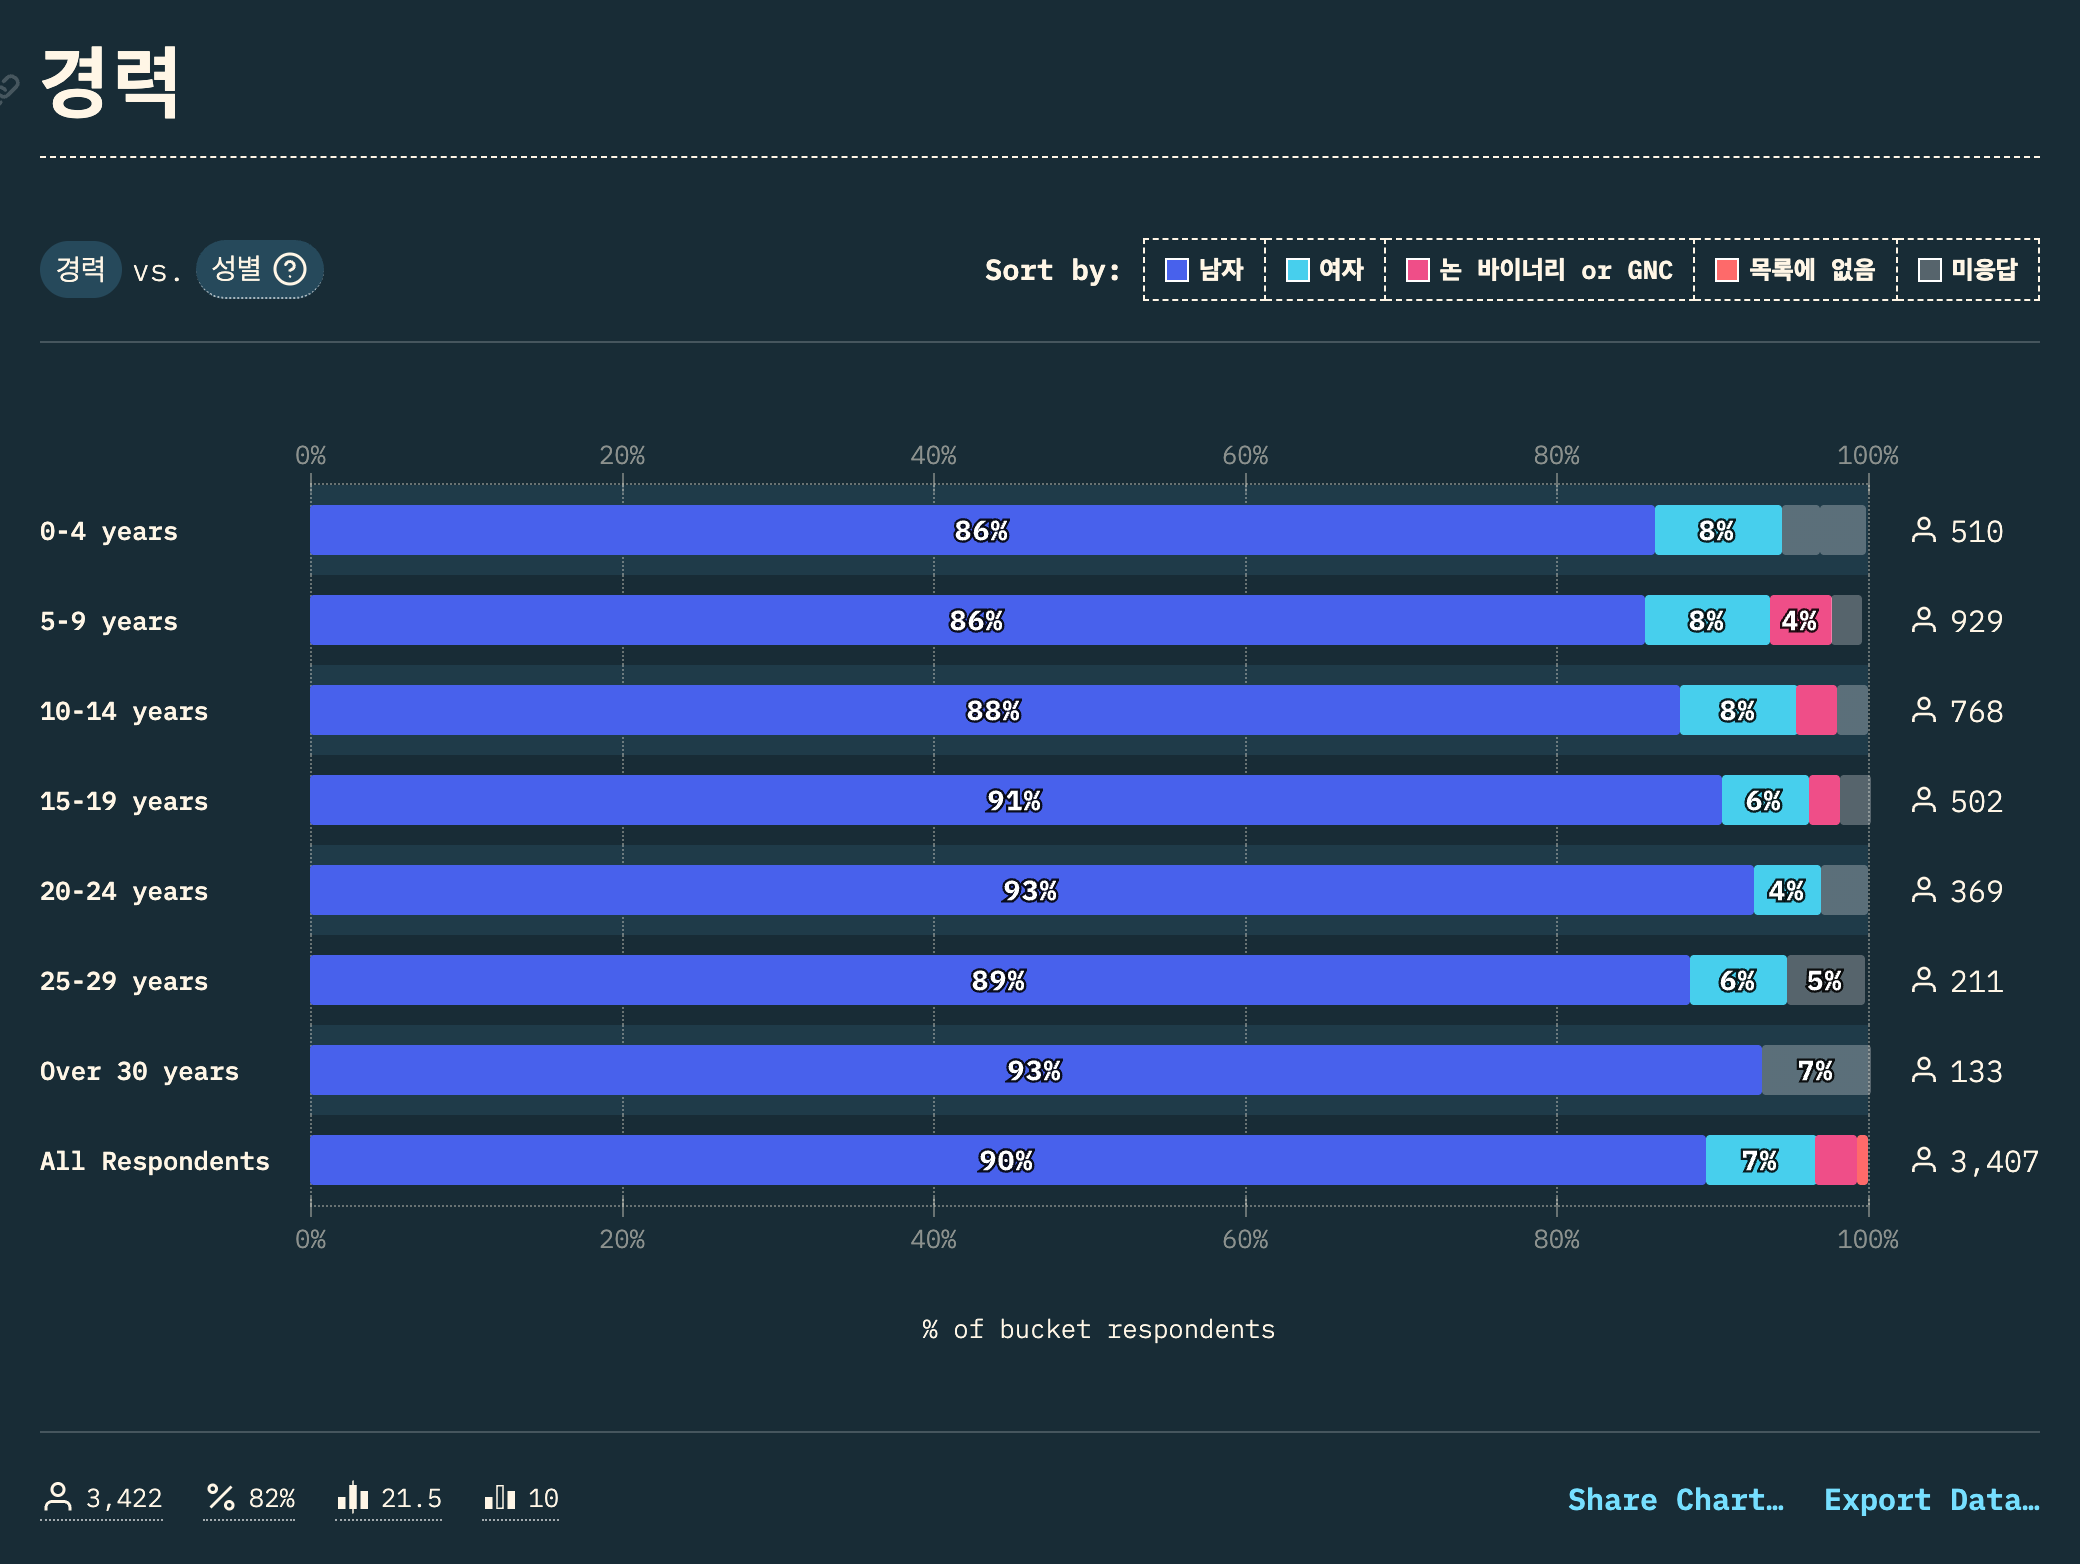 경력
경력 vs. 성별
Sort by: 남자 여자 논 바이너리 or GNC 목록에 없음 미응답
0% 20% 40% 60% 80% 100%
0-4 years 86% 8% 510
5-9 years 86% 8% 4% 929
10-14 years 88% 8% 768
15-19 years 91% 6% 502
20-24 years 93% 4% 369
25-29 years 89% 6% 5% 211
Over 30 years 93% 7% 133
All Respondents 90% 7% 3,407
0% 20% 40% 60% 80% 100%
% of bucket respondents
3,422 82% 21.5 10 Share Chart… Export Data…